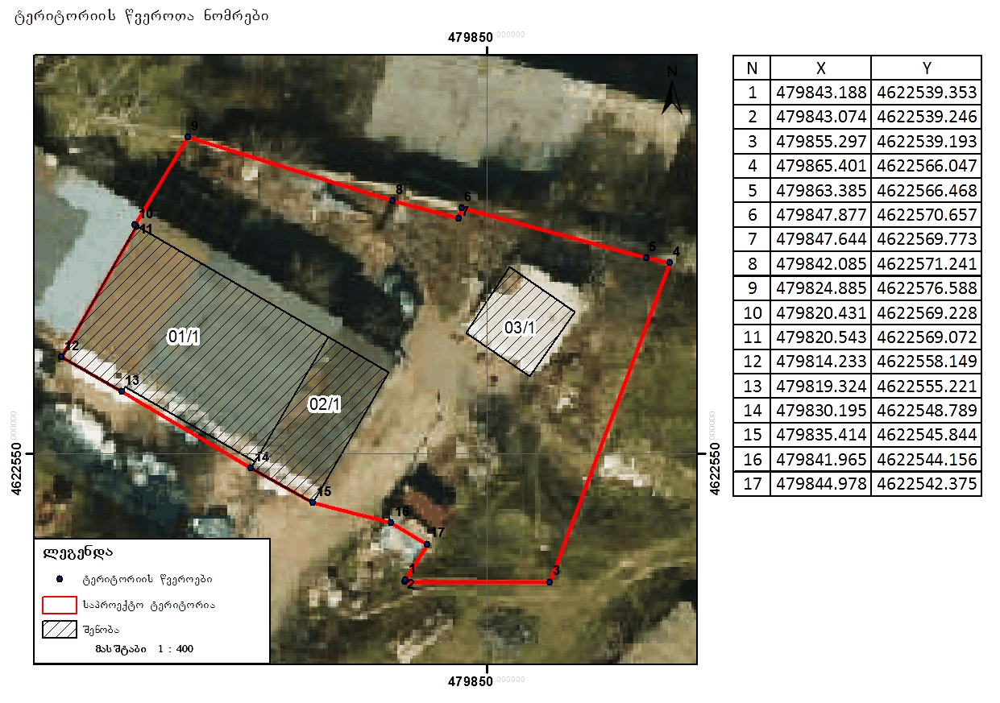 ტერიტორიის წვეროთა ნომრები
479850 000000
N
9
8
6
7
5
4
10
11
01/1
03/1
12
13
02/1
14
15
16
17
1
2
3
4622550 000000
4622550 000000
ლეგენდა
ტერიტორიის წვეროები
საპროექტო ტერიტორია
შენობა
მასშტაბი 1 : 400
479850 000000
N X Y
1 479843.188 4622539.353
2 479843.074 4622539.246
3 479855.297 4622539.193
4 479865.401 4622566.047
5 479863.385 4622566.468
6 479847.877 4622570.657
7 479847.644 4622569.773
8 479842.085 4622571.241
9 479824.885 4622576.588
10 479820.431 4622569.228
11 479820.543 4622569.072
12 479814.233 4622558.149
13 479819.324 4622555.221
14 479830.195 4622548.789
15 479835.414 4622545.844
16 479841.965 4622544.156
17 479844.978 4622542.375